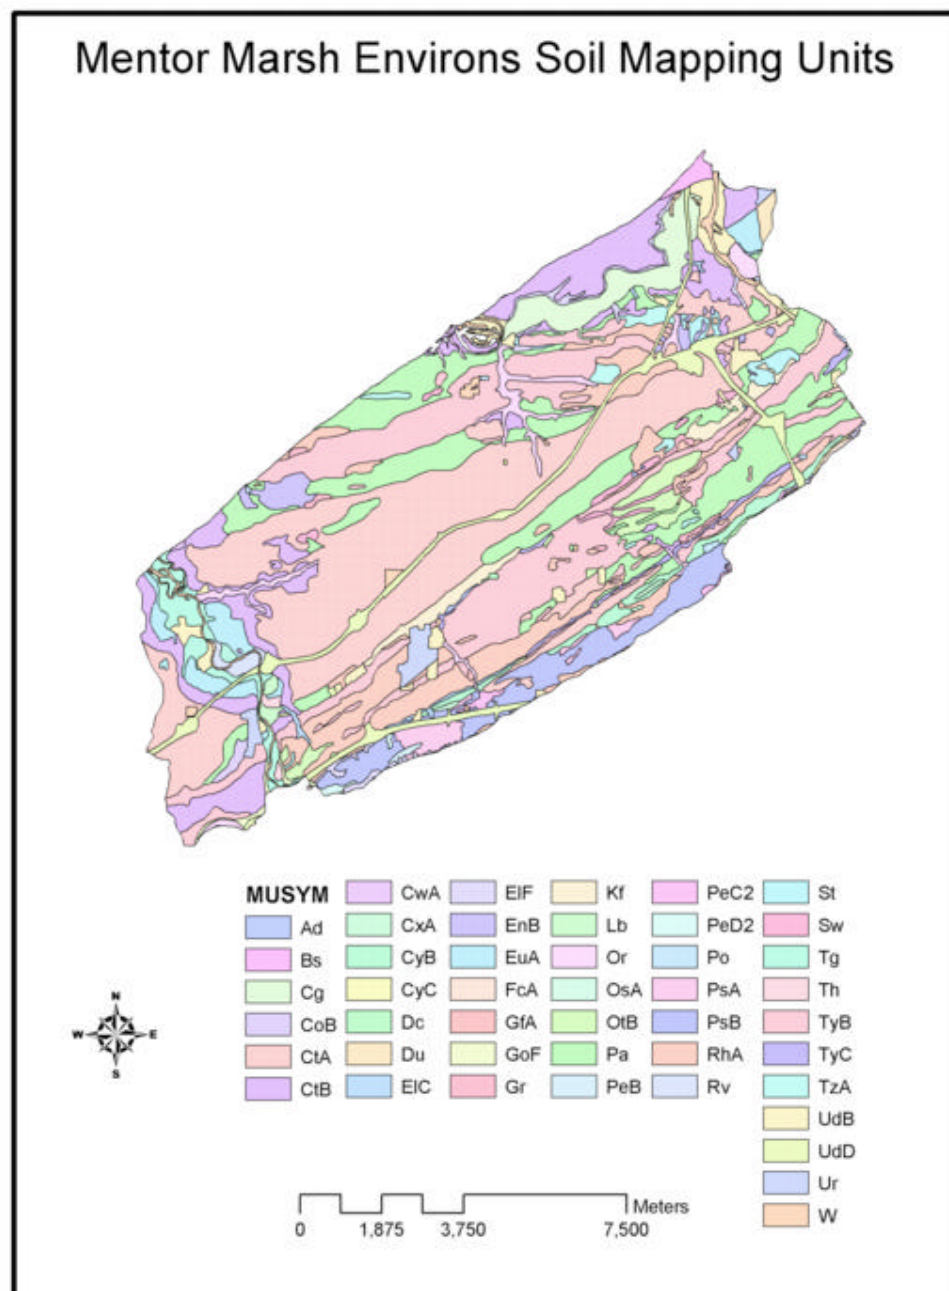 Mentor Marsh Environs Soil Mapping Units
MUSYM
Ad
Bs
Cg
CoB
CtA
CtB
CwA
CxA
CyB
CyC
Dc
Du
ElC
ElF
EnB
EuA
FcA
GfA
GoF
Gr
Kf
Lb
Or
OsA
OtB
Pa
PeB
PeC2
PeD2
Po
PsA
PsB
RhA
Rv
St
Sw
Tg
Th
TyB
TyC
TzA
UdB
UdD
Ur
W
N
W E
S
Meters
0 1,875 3,750 7,500